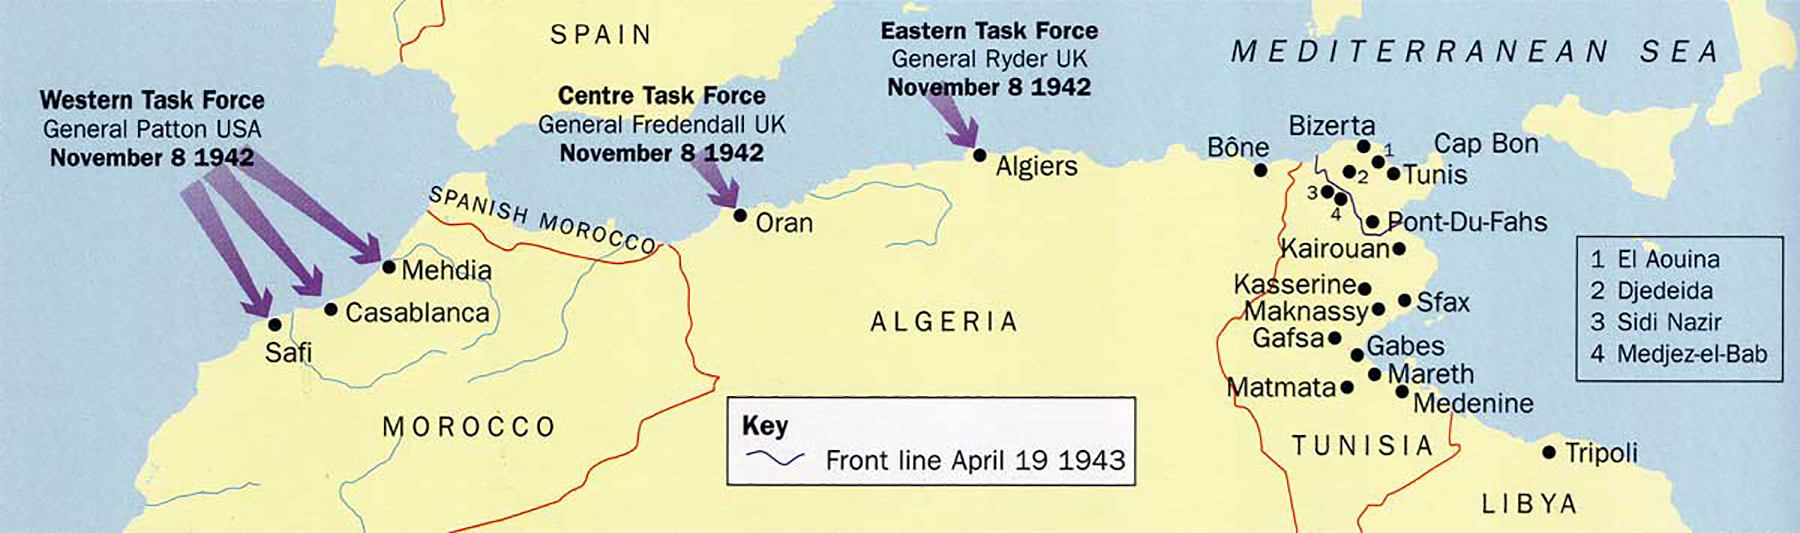 SPAIN
Eastern Task Force
General Ryder UK
November 8 1942
MEDITERRANEAN SEA
Western Task Force
General Patton USA
November 8 1942
Centre Task Force
General Fredendall UK
November 8 1942
Bizerta
Cap Bon
Bône
1
Algiers
2
Tunis
3
4
SPANISH MOROCCO
Oran
Pont-Du-Fahs
Kairouan
Mehdia
Kasserine
Sfax
Casablanca
Maknassy
ALGERIA
Gafsa
Safi
Gabes
Mareth
Matmata
Medenine
1 El Aouina
2 Djedeida
3 Sidi Nazir
4 Medjez-el-Bab
MOROCCO
Key
Front line April 19 1943
TUNISIA
Tripoli
LIBYA